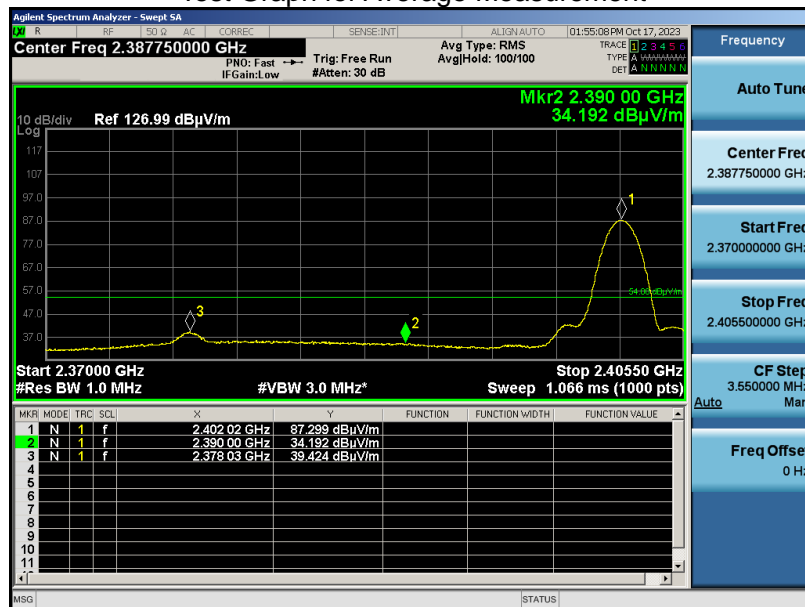 Agilent Spectrum Analyzer - Swept SA
R RF 50 Ω AC CORREC SENSE:INT ALIGN AUTO 01:55:08 PM Oct 17, 2023
Center Freq 2.387750000 GHz
PNO: Fast
IFGain:Low
Trig: Free Run
#Atten: 30 dB
Avg Type: RMS
Avg|Hold: 100/100
TRACE 1 2 3 4 5 6
TYPE A WWWWW
DET A N N N N N
Mkr2 2.390 00 GHz
34.192 dBµV/m
10 dB/div Ref 126.99 dBµV/m
Log
117
107
97.0
87.0
77.0
67.0
57.0
47.0
37.0
1
2
3
54.00 dBµV/m
Start 2.37000 GHz Stop 2.40550 GHz
#Res BW 1.0 MHz #VBW 3.0 MHz* Sweep 1.066 ms (1000 pts)
MKR MODE TRC SCL X Y FUNCTION FUNCTION WIDTH FUNCTION VALUE
1 N 1 f 2.402 02 GHz 87.299 dBµV/m
2 N 1 f 2.390 00 GHz 34.192 dBµV/m
3 N 1 f 2.378 03 GHz 39.424 dBµV/m
4
5
6
7
8
9
10
11
MSG STATUS
Frequency
Auto Tune
Center Freq
2.387750000 GHz
Start Freq
2.370000000 GHz
Stop Freq
2.405500000 GHz
CF Step
3.550000 MHz
Auto Man
Freq Offset
0 Hz